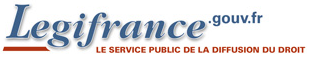 Legifrance.gouv.fr
LE SERVICE PUBLIC DE LA DIFFUSION DU DROIT